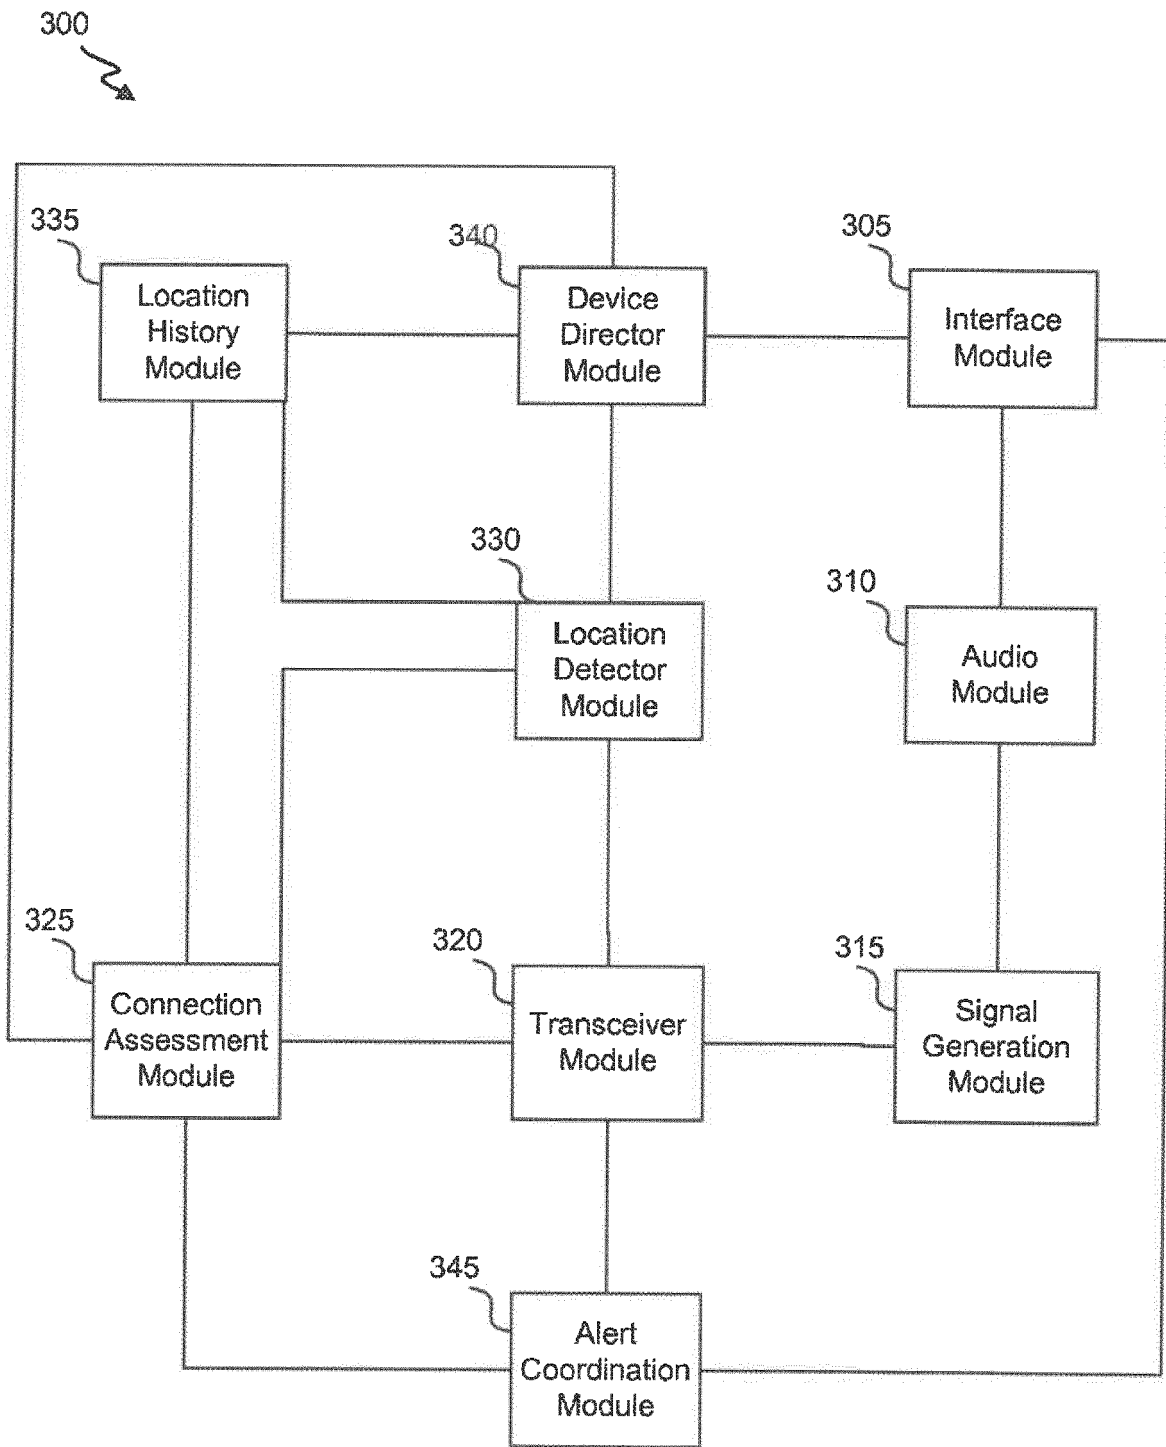 300
335
Location
History
Module
340
Device
Director
Module
305
Interface
Module
330
Location
Detector
Module
310
Audio
Module
325
Connection
Assessment
Module
320
Transceiver
Module
315
Signal
Generation
Module
345
Alert
Coordination
Module